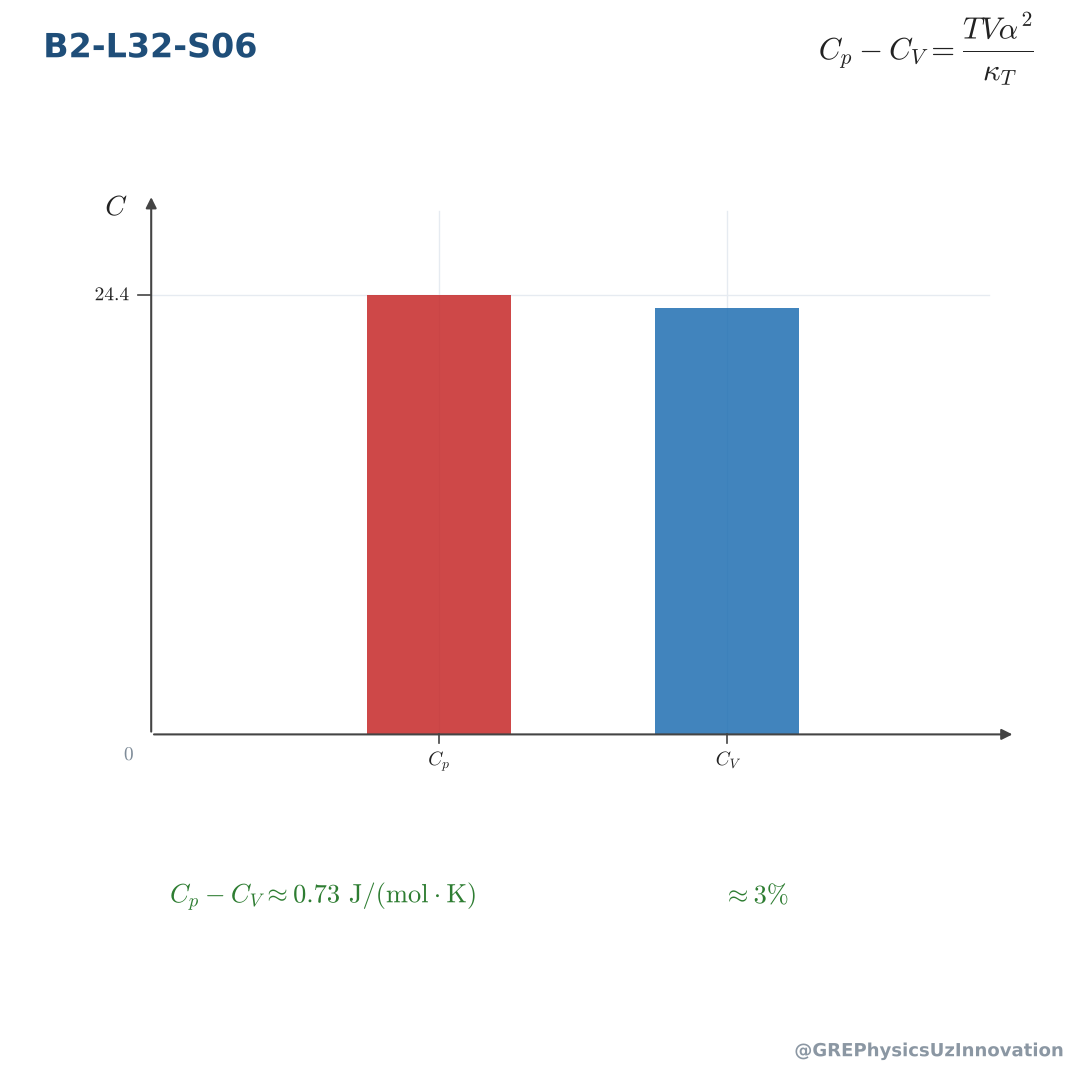 B2-L32-S06
C_p − C_V = TVα² / κ_T
C
24.4
0
C_p
C_V
C_p − C_V ≈ 0.73 J/(mol · K)
≈ 3%
@GREPhysicsUzInnovation